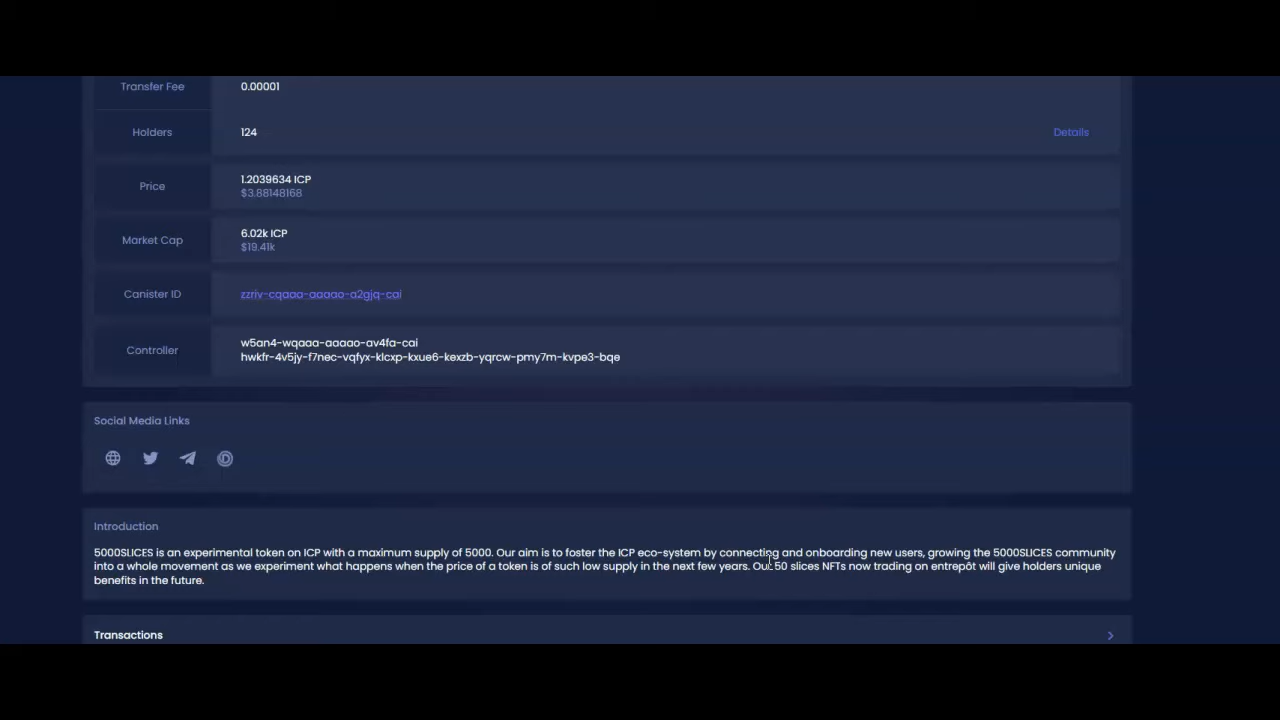 Transfer Fee
0.00001
Holders
124
Details
Price
1.2039634 ICP
$3.88148168
Market Cap
6.02k ICP
$19.41k
Canister ID
zzriv-cqaaa-aaaao-a2gjq-cai
Controller
w5an4-wqaaa-aaaao-av4fa-cai
hwkfr-4v5jy-f7nec-vqfyx-klcxp-kxue6-kexzb-yqrcw-pmy7m-kvpe3-bqe
Social Media Links
Introduction
5000SLICES is an experimental token on ICP with a maximum supply of 5000. Our aim is to foster the ICP eco-system by connecting and onboarding new users, growing the 5000SLICES community
into a whole movement as we experiment what happens when the price of a token is of such low supply in the next few years. Our 50 slices NFTs now trading on entrepôt will give holders unique
benefits in the future.
Transactions